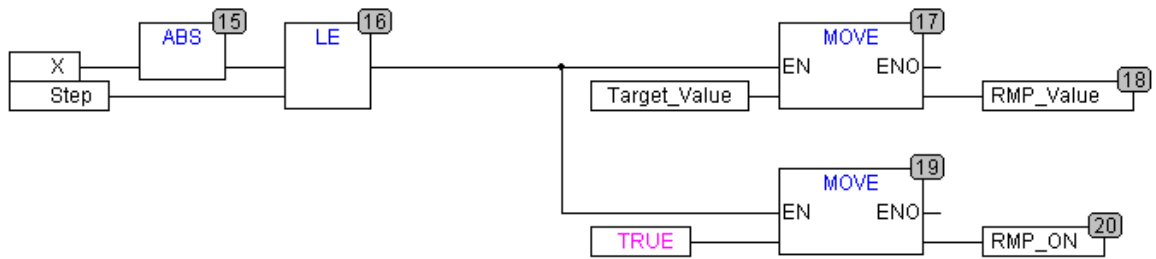 15
16
17
ABS
LE
MOVE
X
EN
ENO
18
Step
Target_Value
RMP_Value
19
MOVE
EN
ENO
20
TRUE
RMP_ON